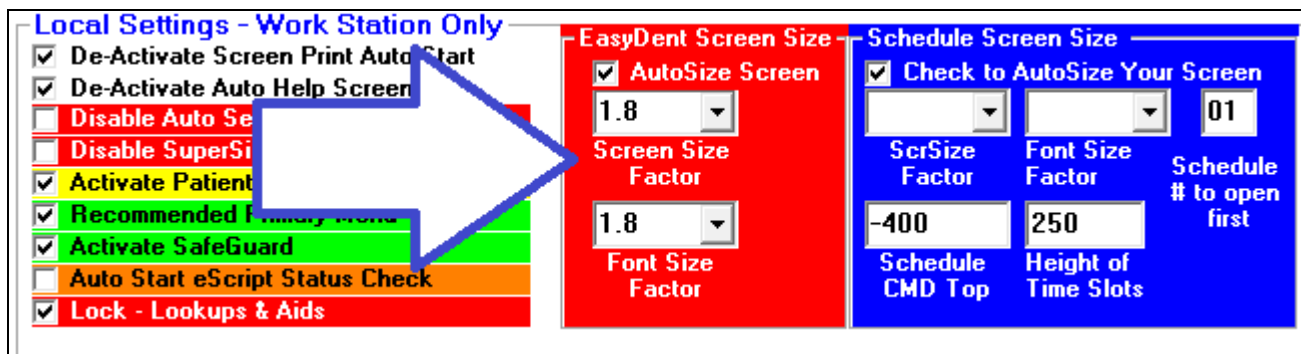 Local Settings - Work Station Only
De-Activate Screen Print Auto Start
De-Activate Auto Help Screen
Disable Auto
Disable
Activate Patient
Recommended Primary Menu
Activate SafeGuard
Auto Start eScript Status Check
Lock - Lookups & Aids
EasyDent Screen Size
AutoSize Screen
1.8
Screen Size
Factor
1.8
Font Size
Factor
Schedule Screen Size
Check to AutoSize Your Screen
01
ScrSize
Factor
Font Size
Factor
Schedule
# to open
first
-400
250
Schedule
CMD Top
Height of
Time Slots